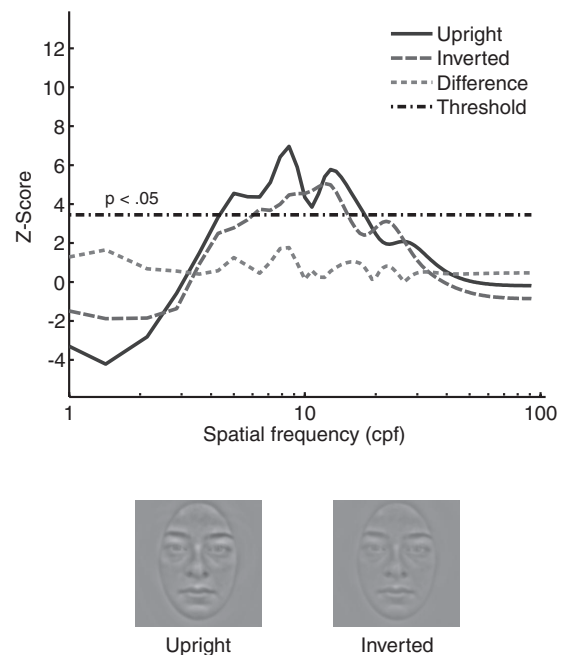 12
10
8
6
4
2
0
-2
-4
Z-Score
p < .05
Upright
Inverted
Difference
Threshold
1
10
100
Spatial frequency (cpf)
Upright
Inverted